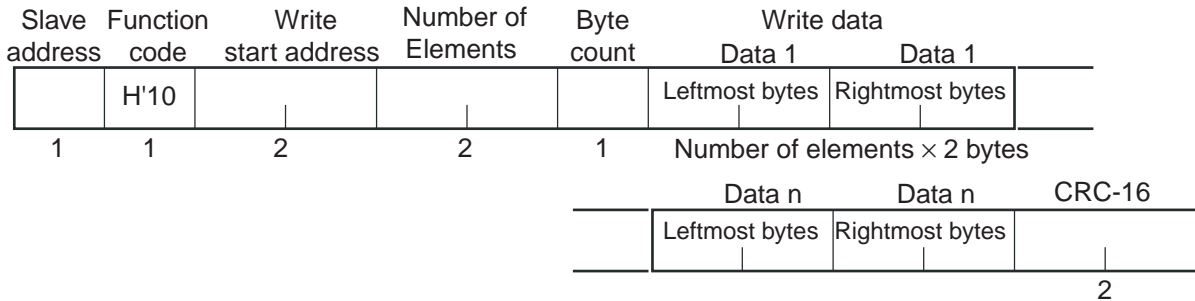 Slave Function Write Number of Byte Write data
address code start address Elements count Data 1 Data 1
H'10 Leftmost bytes Rightmost bytes
1 1 2 2 1 Number of elements × 2 bytes
Data n Data n CRC-16
Leftmost bytes Rightmost bytes
2